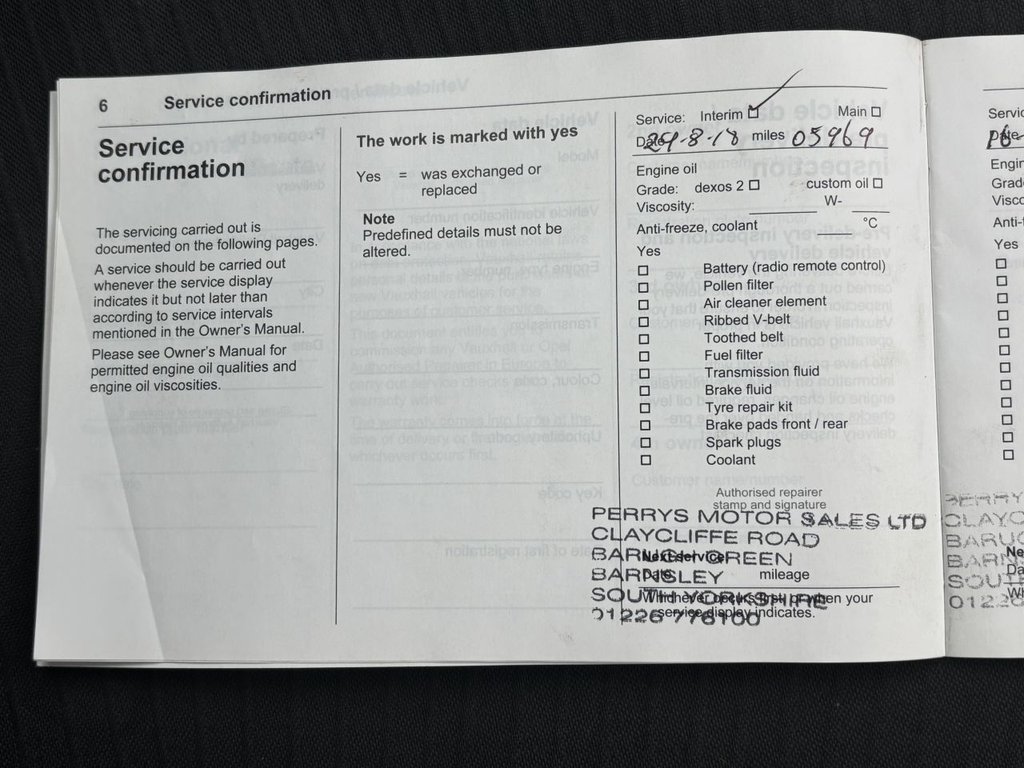 6 Service confirmation
Service
confirmation
The servicing carried out is
documented on the following pages.
A service should be carried out
whenever the service display
indicates it but not later than
according to service intervals
mentioned in the Owner's Manual.
Please see Owner's Manual for
permitted engine oil qualities and
engine oil viscosities.
The work is marked with yes
Yes = was exchanged or
replaced
Note
Predefined details must not be
altered.
Service: Interim ☐ ✓ Main ☐
Date 29-8-18 miles 05969
Engine oil
Grade: dexos 2 ☐ custom oil ☐
Viscosity: W-
Anti-freeze, coolant °C
Yes
☐ Battery (radio remote control)
☐ Pollen filter
☐ Air cleaner element
☐ Ribbed V-belt
☐ Toothed belt
☐ Fuel filter
☐ Transmission fluid
☐ Brake fluid
☐ Tyre repair kit
☐ Brake pads front / rear
☐ Spark plugs
☐ Coolant
Authorised repairer
stamp and signature
PERRYS MOTOR SALES LTD
CLAYCLIFFE ROAD
BARUGH GREEN
Next service
BARNSLEY
Date mileage
SOUTH YORKSHIRE
Whichever occurs first, or when your
service display indicates.
01226 776100